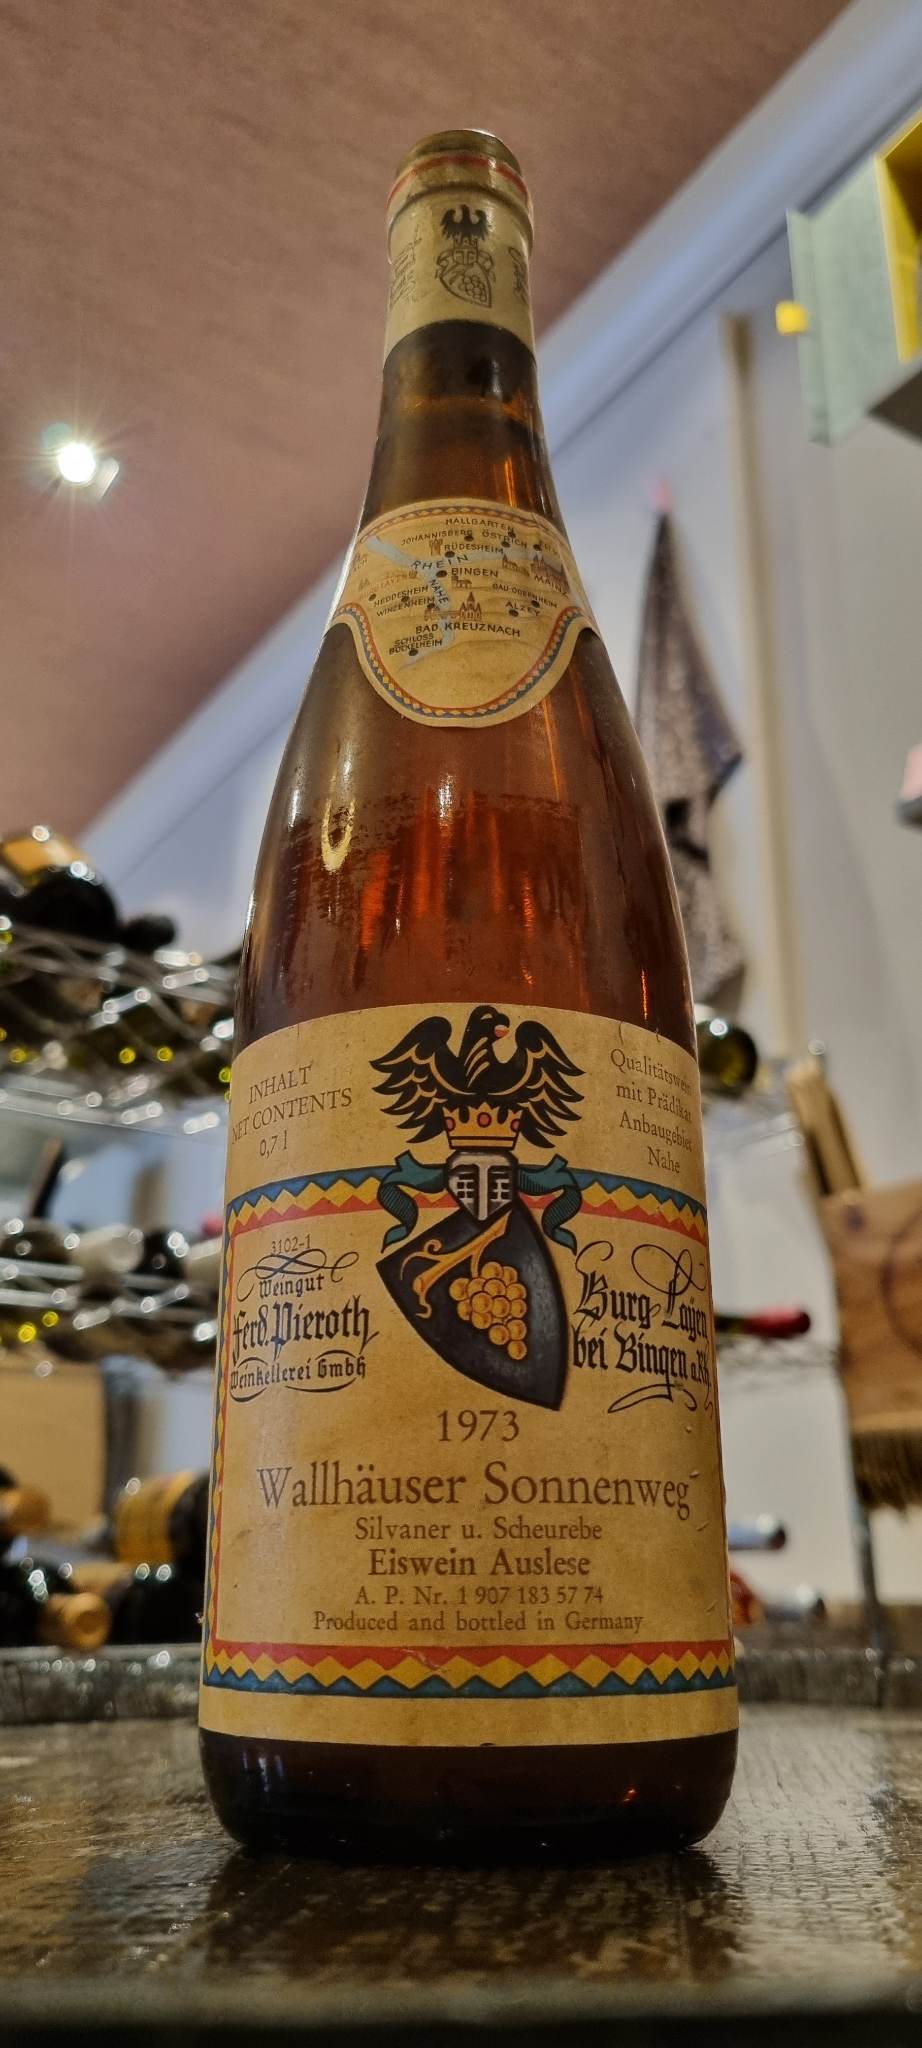 HALLGARTEN
JOHANNISBERG ÖSTRICH
RÜDESHEIM
RHEIN
BINGEN
MAINZ
NAHE
HEDDESHEIM
WINZENHEIM
BAD ODERNHEIM
ALZEY
BAD KREUZNACH
SCHLOSS
BÖCKELHEIM
INHALT
NET CONTENTS
0,7 l
Qualitätswein
mit Prädikat
Anbaugebiet
Nahe
3102-1
Weingut
Ferd. Pieroth
Weinkellerei GmbH
Burg Layen
bei Bingen a. Rh.
1973
Wallhäuser Sonnenweg
Silvaner u. Scheurebe
Eiswein Auslese
A. P. Nr. 1 907 183 57 74
Produced and bottled in Germany